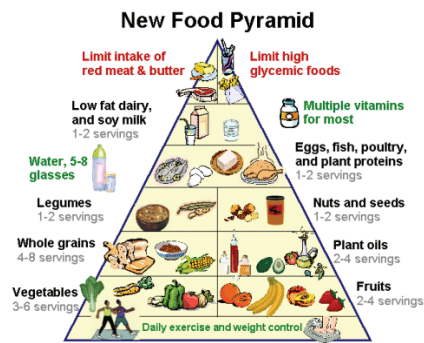 New Food Pyramid
Limit intake of
red meat & butter
Limit high
glycemic foods
Low fat dairy,
and soy milk
1-2 servings
Multiple vitamins
for most
Water, 5-8
glasses
Eggs, fish, poultry,
and plant proteins
1-2 servings
Legumes
1-2 servings
Nuts and seeds
1-2 servings
Whole grains
4-8 servings
Plant oils
2-4 servings
Vegetables
3-6 servings
Fruits
2-4 servings
Daily exercise and weight control